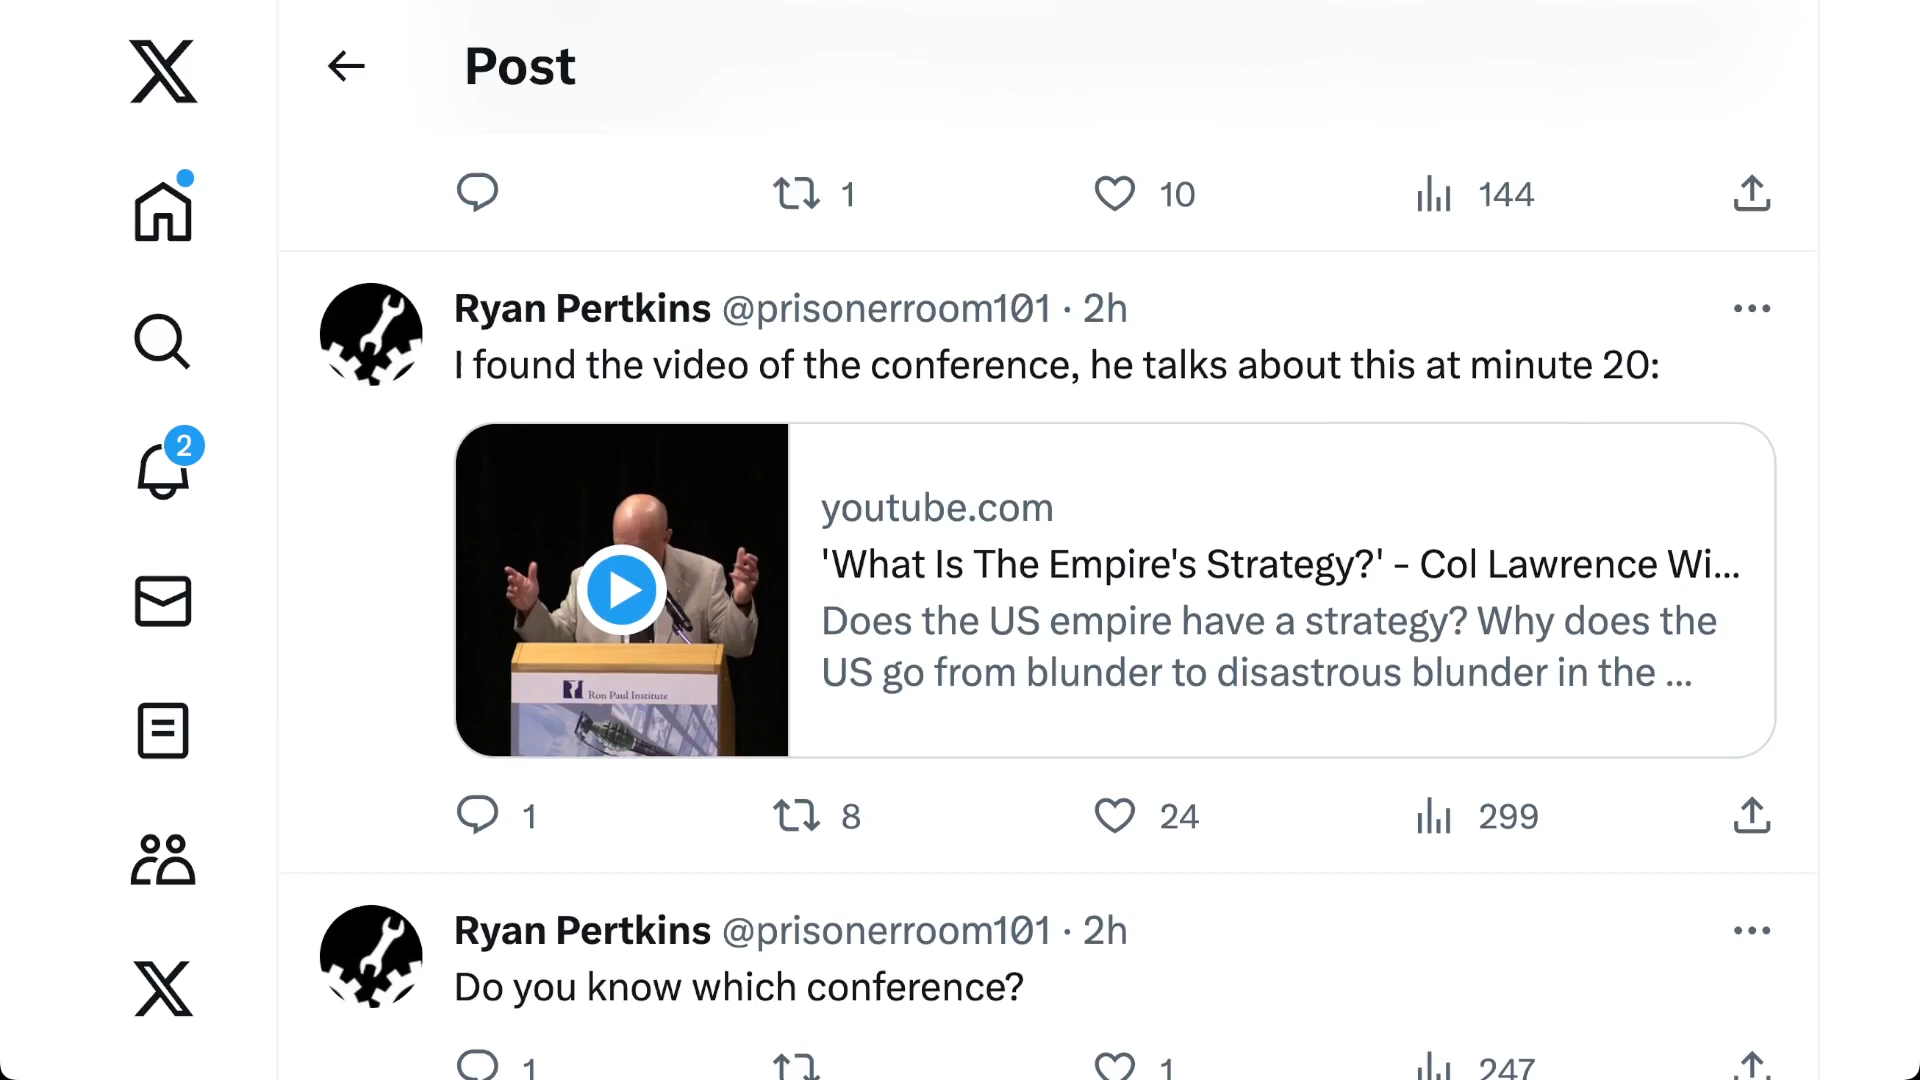 Post
1
10
144
Ryan Pertkins @prisonerroom101 · 2h
I found the video of the conference, he talks about this at minute 20:
youtube.com
'What Is The Empire's Strategy?' - Col Lawrence Wi...
Does the US empire have a strategy? Why does the
US go from blunder to disastrous blunder in the ...
Ron Paul Institute
1
8
24
299
Ryan Pertkins @prisonerroom101 · 2h
Do you know which conference?
1
1
247
2